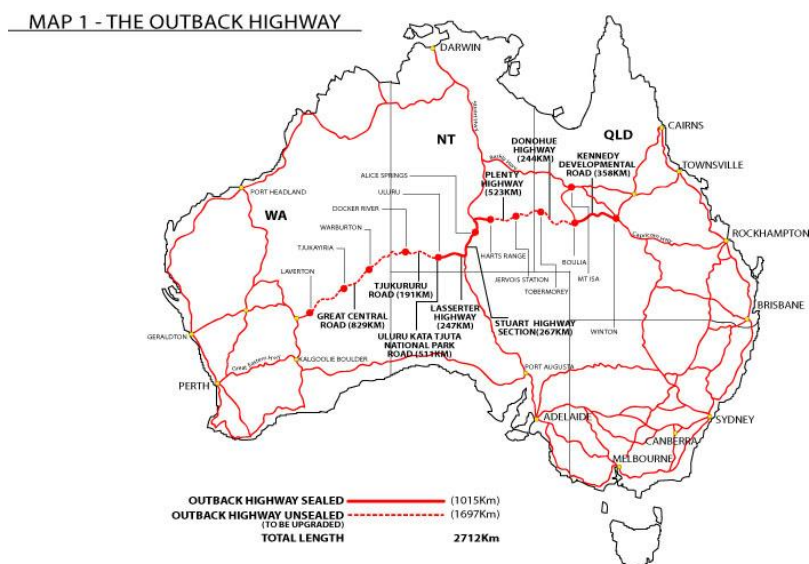 MAP 1 - THE OUTBACK HIGHWAY
DARWIN
NT
QLD
WA
CAIRNS
TOWNSVILLE
DONOHUE
HIGHWAY
(244KM)
KENNEDY
DEVELOPMENTAL
ROAD (358KM)
PLENTY
HIGHWAY
(523KM)
ALICE SPRINGS
ULURU
DOCKER RIVER
WARBURTON
TJUKAYIRIA
LAVERTON
PORT HEADLAND
ROCKHAMPTON
HARTS RANGE
JERVOIS STATION
TOBERMOREY
BOULIA
MT ISA
WINTON
TJUKURURU
ROAD (191KM)
GREAT CENTRAL
ROAD (829KM)
LASSERTER
HIGHWAY
(247KM)
ULURU KATA TJUTA
NATIONAL PARK
ROAD (511KM)
STUART HIGHWAY
SECTION(267KM)
BRISBANE
GERALDTON
KALGOOLIE BOULDER
Great Eastern Hwy
PERTH
PORT AUGUSTA
ADELAIDE
SYDNEY
CANBERRA
MELBOURNE
OUTBACK HIGHWAY SEALED (1015Km)
OUTBACK HIGHWAY UNSEALED (1697Km)
(TO BE UPGRADED)
TOTAL LENGTH 2712KM